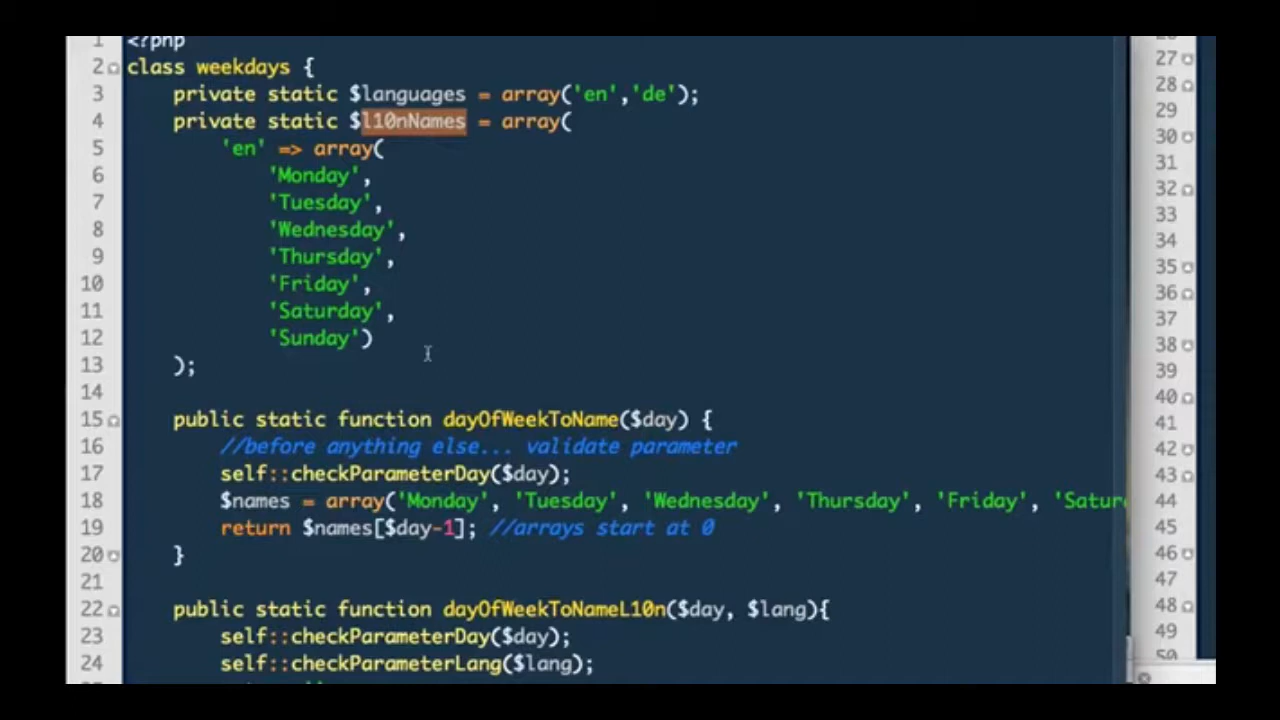 1 <?php
2 class weekdays {
3 private static $languages = array('en','de');
4 private static $l10nNames = array(
5 'en' => array(
6 'Monday',
7 'Tuesday',
8 'Wednesday',
9 'Thursday',
10 'Friday',
11 'Saturday',
12 'Sunday')
13 );
14
15 public static function dayOfWeekToName($day) {
16 //before anything else... validate parameter
17 self::checkParameterDay($day);
18 $names = array('Monday', 'Tuesday', 'Wednesday', 'Thursday', 'Friday', 'Satur
19 return $names[$day-1]; //arrays start at 0
20 }
21
22 public static function dayOfWeekToNameL10n($day, $lang){
23 self::checkParameterDay($day);
24 self::checkParameterLang($lang);
27
28
29
30
31
32
33
34
35
36
37
38
39
40
41
42
43
44
45
46
47
48
49